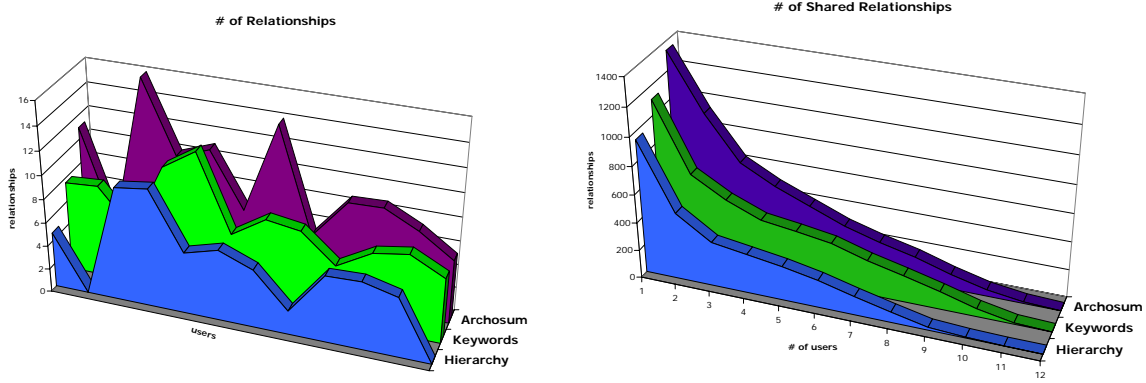 # of Relationships
16
14
12
10
8
6
4
2
0
relationships
users
Archosum
Keywords
Hierarchy
# of Shared Relationships
1400
1200
1000
800
600
400
200
0
relationships
1
2
3
4
5
6
7
8
9
10
11
12
# of users
Archosum
Keywords
Hierarchy